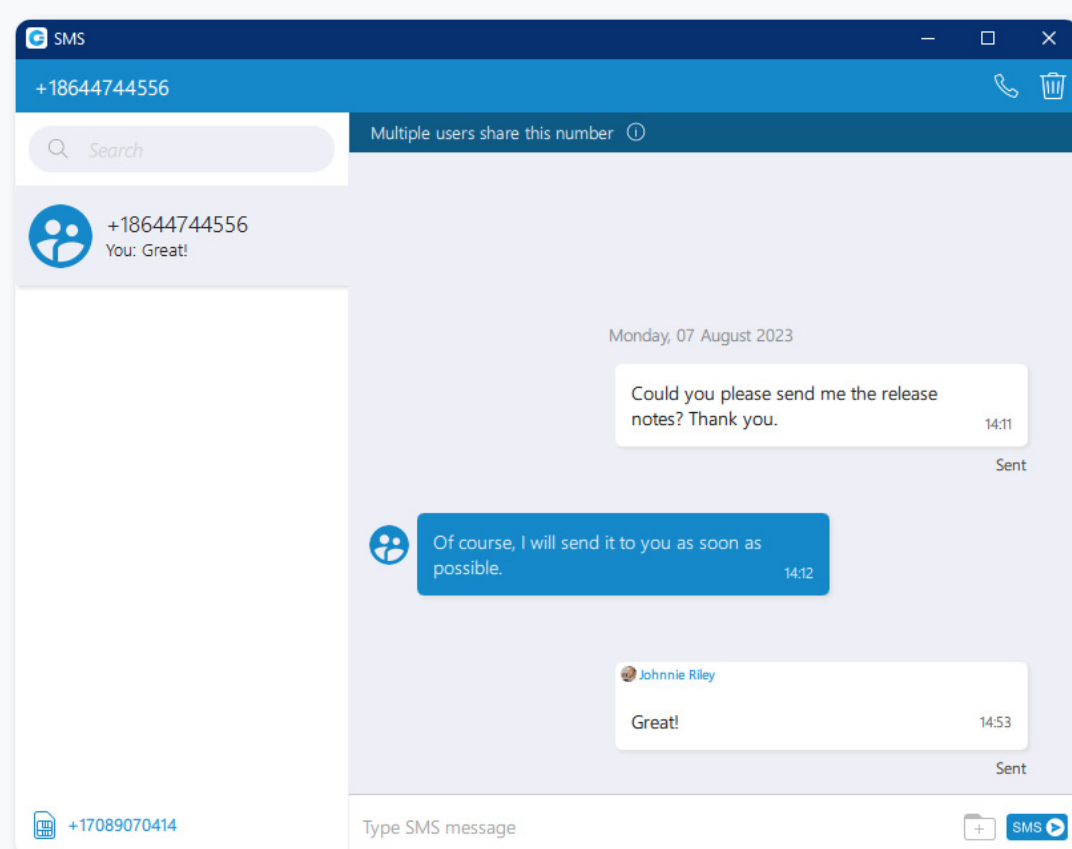 SMS
+18644744556
Search
Multiple users share this number
+18644744556
You: Great!
Monday, 07 August 2023
Could you please send me the release
notes? Thank you.
14:11
Sent
Of course, I will send it to you as soon as
possible.
14:12
Johnnie Riley
Great!
14:53
Sent
+17089070414
Type SMS message
SMS